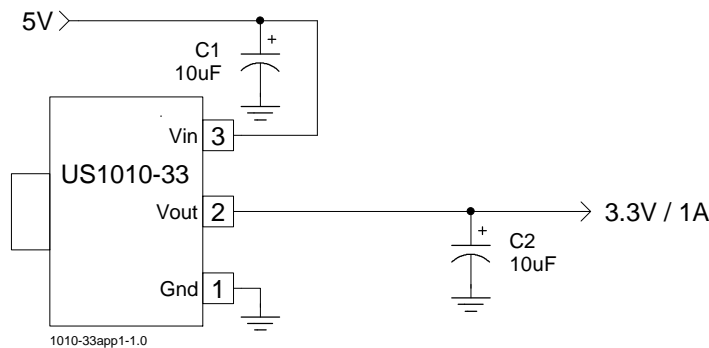 5V
+
C1
10uF
Vin 3
US1010-33
Vout 2
3.3V / 1A
+
C2
10uF
Gnd 1
1010-33app1-1.0